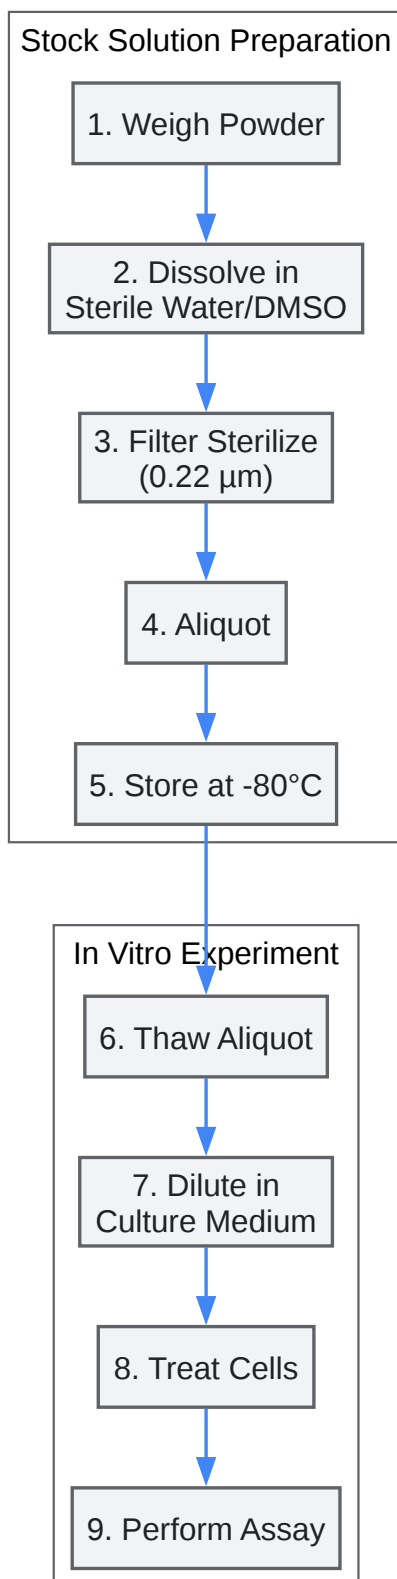 Stock Solution Preparation
1. Weigh Powder
2. Dissolve in
Sterile Water/DMSO
3. Filter Sterilize
(0.22 µm)
4. Aliquot
5. Store at -80°C
In Vitro Experiment
6. Thaw Aliquot
7. Dilute in
Culture Medium
8. Treat Cells
9. Perform Assay